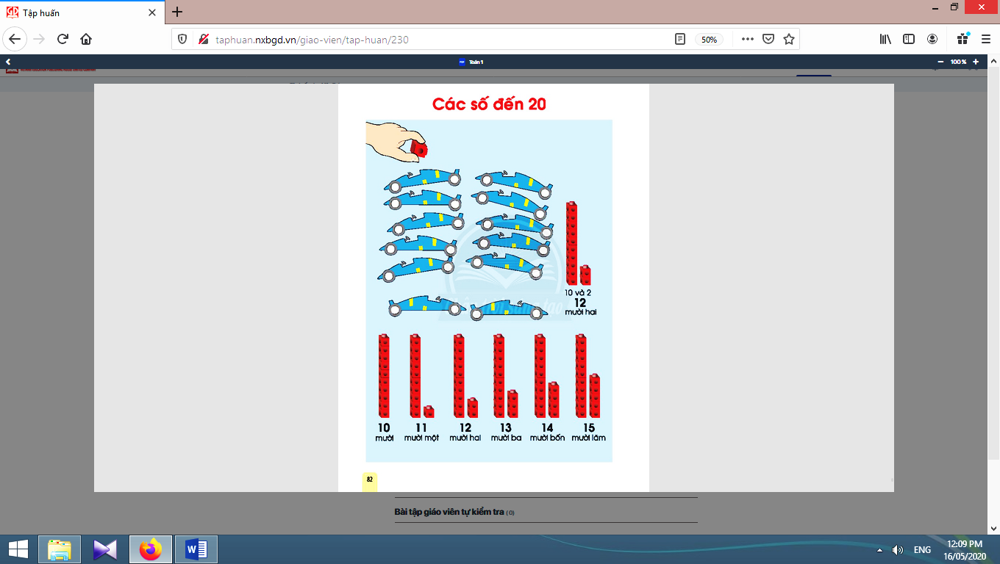 Tập huấn
taphuan.nxbgd.vn/giao-vien/tap-huan/230
50%
Toán 1
100%
Các số đến 20
10 và 2
12
mười hai
10 11 12 13 14 15
mười mười một mười hai mười ba mười bốn mười lăm
82
Bài tập giáo viên tự kiểm tra (0)
ENG
12:09 PM
16/05/2020